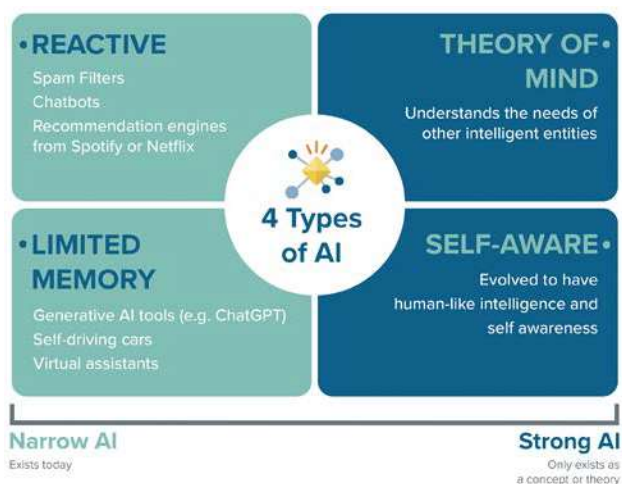 • REACTIVE
Spam Filters
Chatbots
Recommendation engines
from Spotify or Netflix
THEORY OF •
MIND
Understands the needs of
other intelligent entities
4 Types
of AI
• LIMITED
MEMORY
Generative AI tools (e.g. ChatGPT)
Self-driving cars
Virtual assistants
SELF-AWARE •
Evolved to have
human-like intelligence and
self awareness
Narrow AI
Exists today
Strong AI
Only exists as
a concept or theory